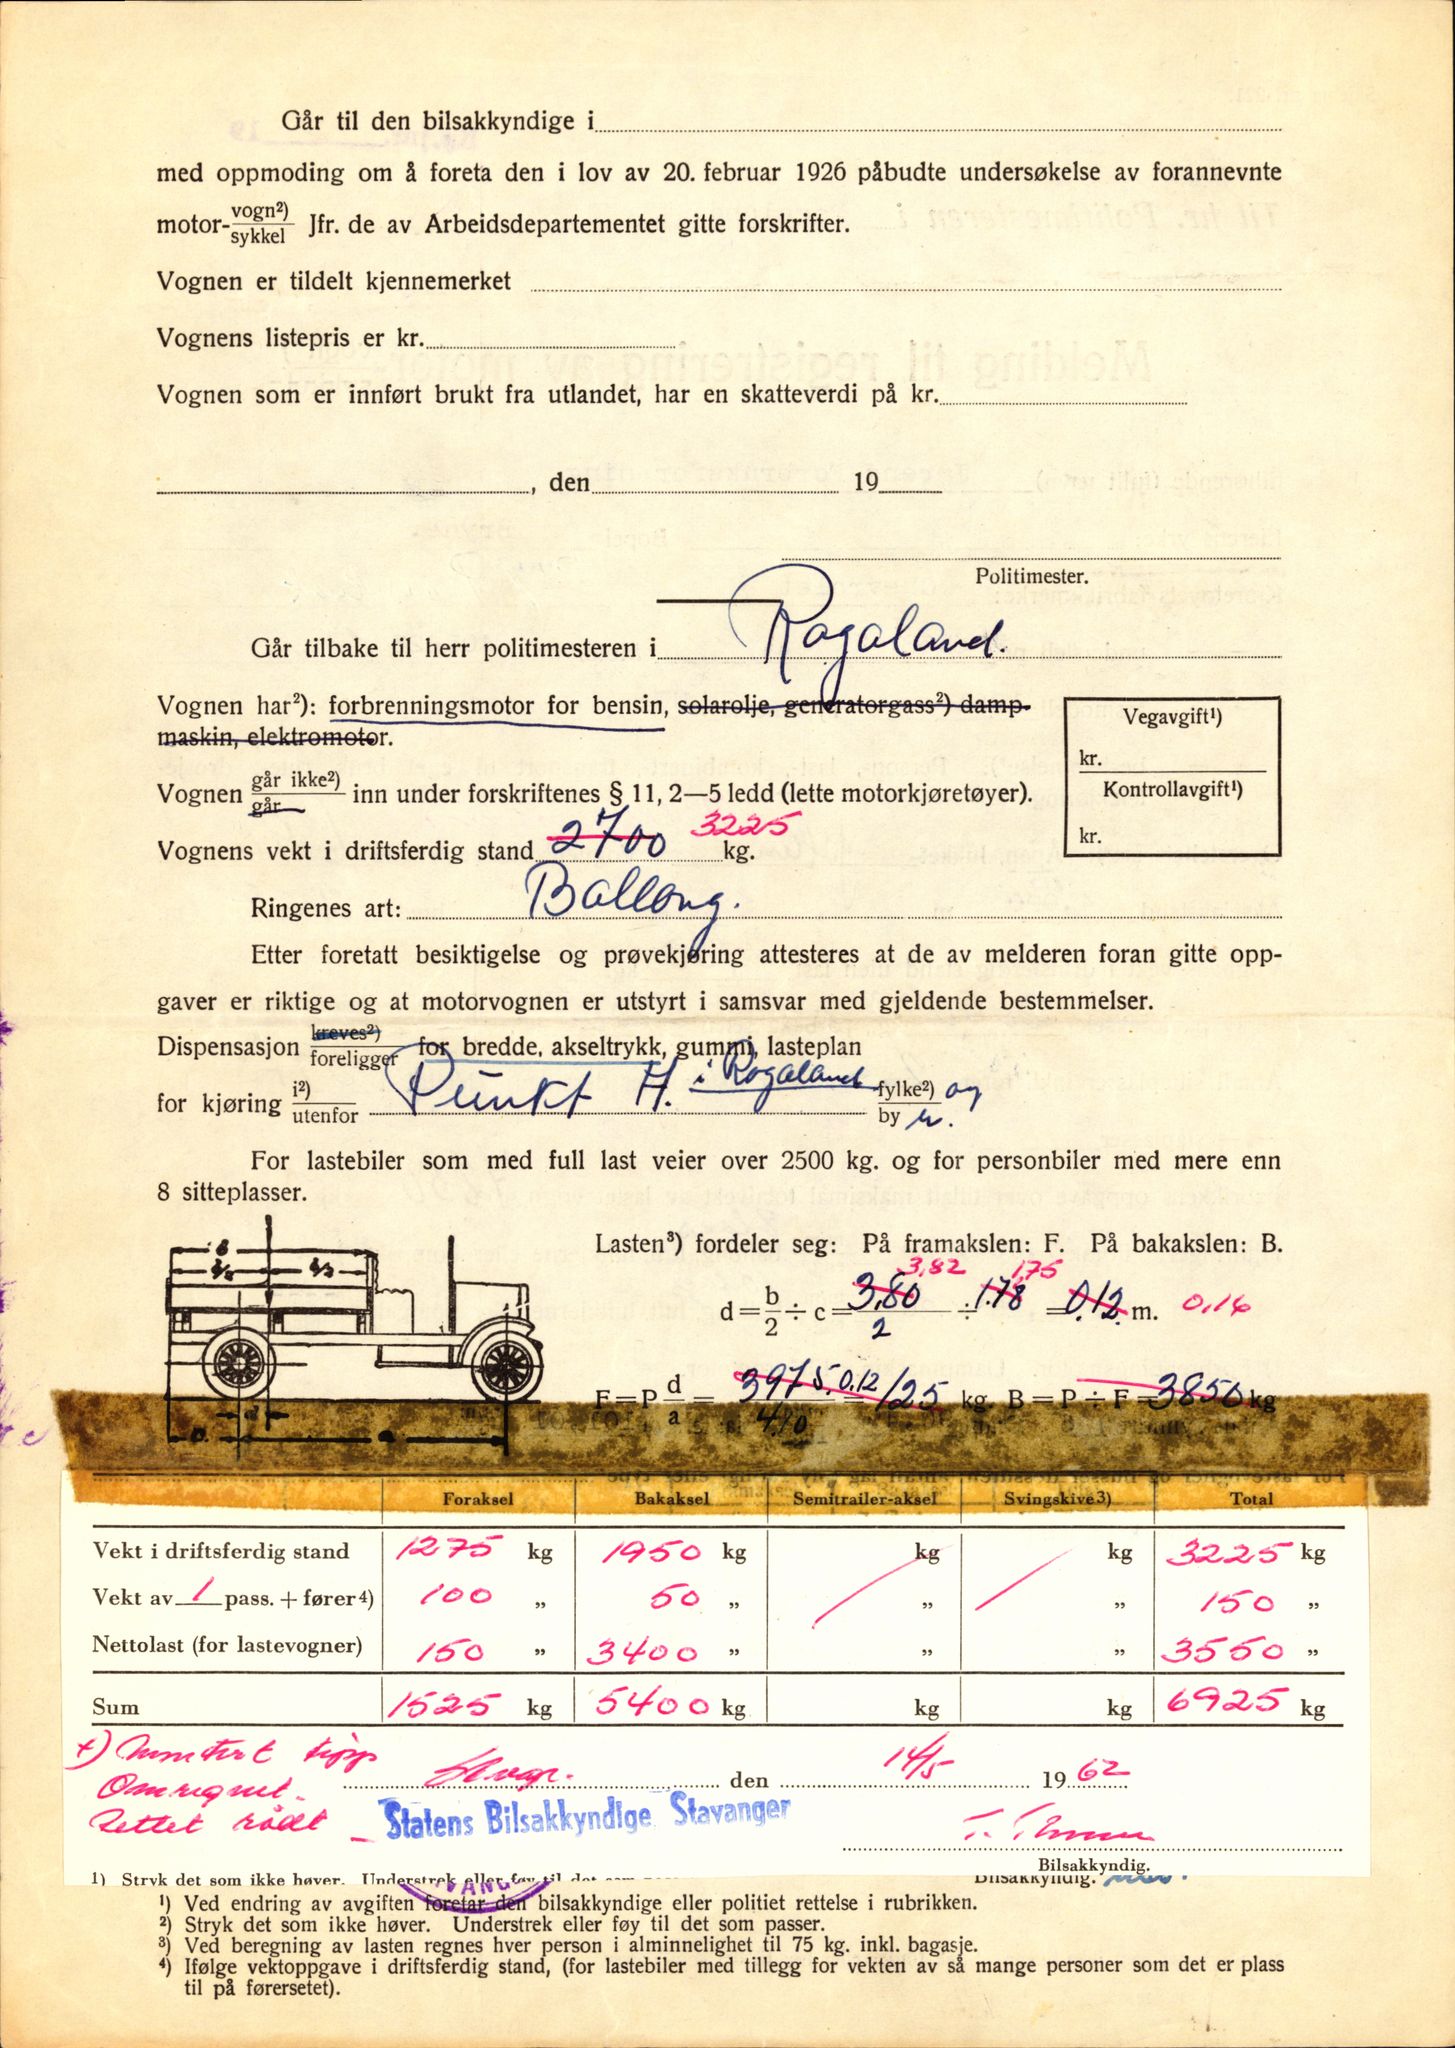 Går til den bilsakkyndige i
med oppmoding om å foreta den i lov av 20. februar 1926 påbudte undersøkelse av forannevnte
motor- vogn²) / sykkel Jfr. de av Arbeidsdepartementet gitte forskrifter.
Vognen er tildelt kjennemerket
Vognens listepris er kr.
Vognen som er innført brukt fra utlandet, har en skatteverdi på kr.
, den 19
Politimester.
Går tilbake til herr politimesteren i Rogaland.
Vognen har²): forbrenningsmotor for bensin, solarolje, generatorgass²) damp-
maskin, elektromotor.
Vegavgift¹)
kr.
Kontrollavgift¹)
kr.
Vognen går ikke²) / går inn under forskriftenes § 11, 2—5 ledd (lette motorkjøretøyer).
Vognens vekt i driftsferdig stand 2700 3225 kg.
Ringenes art: Ballong.
Etter foretatt besiktigelse og prøvekjøring attesteres at de av melderen foran gitte opp-
gaver er riktige og at motorvognen er utstyrt i samsvar med gjeldende bestemmelser.
Dispensasjon kreves²) / foreligger for bredde, akseltrykk, gummi, lasteplan
for kjøring i²) / utenfor Punkt H. i Rogaland fylke²) / by og
For lastebiler som med full last veier over 2500 kg. og for personbiler med mere enn
8 sitteplasser.
Lasten³) fordeler seg: På framakslen: F. På bakakslen: B.
3,82 1,75
d = b/2 ÷ c = 3,80/2 ÷ 1.78 = 0.12 m. 0,16
F = P d/a = 3975. 0.12 / 410 = 125 kg B = P ÷ F = 3850 kg
Foraksel Bakaksel Semitrailer-aksel Svingskive3) Total
Vekt i driftsferdig stand 1275 kg 1950 kg kg kg 3225 kg
Vekt av 1 pass. + fører 4) 100 „ 50 „ „ „ 150 „
Nettolast (for lastevogner) 150 „ 3400 „ „ „ 3550 „
Sum 1525 kg 5400 kg kg kg 6925 kg
+) Montert tipp
Omregnet.
Rettet rødt
Stvgr. den 14/5 1962
Statens Bilsakkyndige Stavanger
Bilsakkyndig.
¹) Stryk det som ikke høver. Understrek eller føy til det som
Bilsakkyndig.
VANG
¹) Ved endring av avgiften foretar den bilsakkyndige eller politiet rettelse i rubrikken.
²) Stryk det som ikke høver. Understrek eller føy til det som passer.
³) Ved beregning av lasten regnes hver person i alminnelighet til 75 kg. inkl. bagasje.
⁴) Ifølge vektoppgave i driftsferdig stand, (for lastebiler med tillegg for vekten av så mange personer som det er plass
til på førersetet).